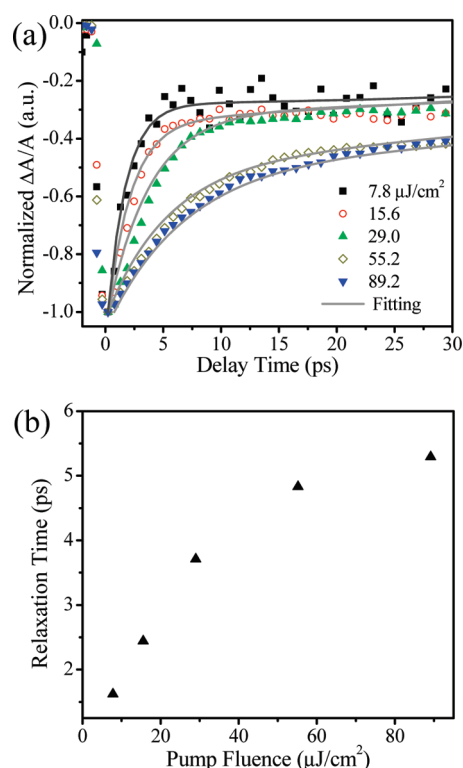 (a)
Normalized ΔA/A (a.u.)
0.0
-0.2
-0.4
-0.6
-0.8
-1.0
7.8 μJ/cm²
15.6
29.0
55.2
89.2
Fitting
0 5 10 15 20 25 30
Delay Time (ps)
(b)
Relaxation Time (ps)
6
5
4
3
2
1
0 20 40 60 80
Pump Fluence (μJ/cm²)